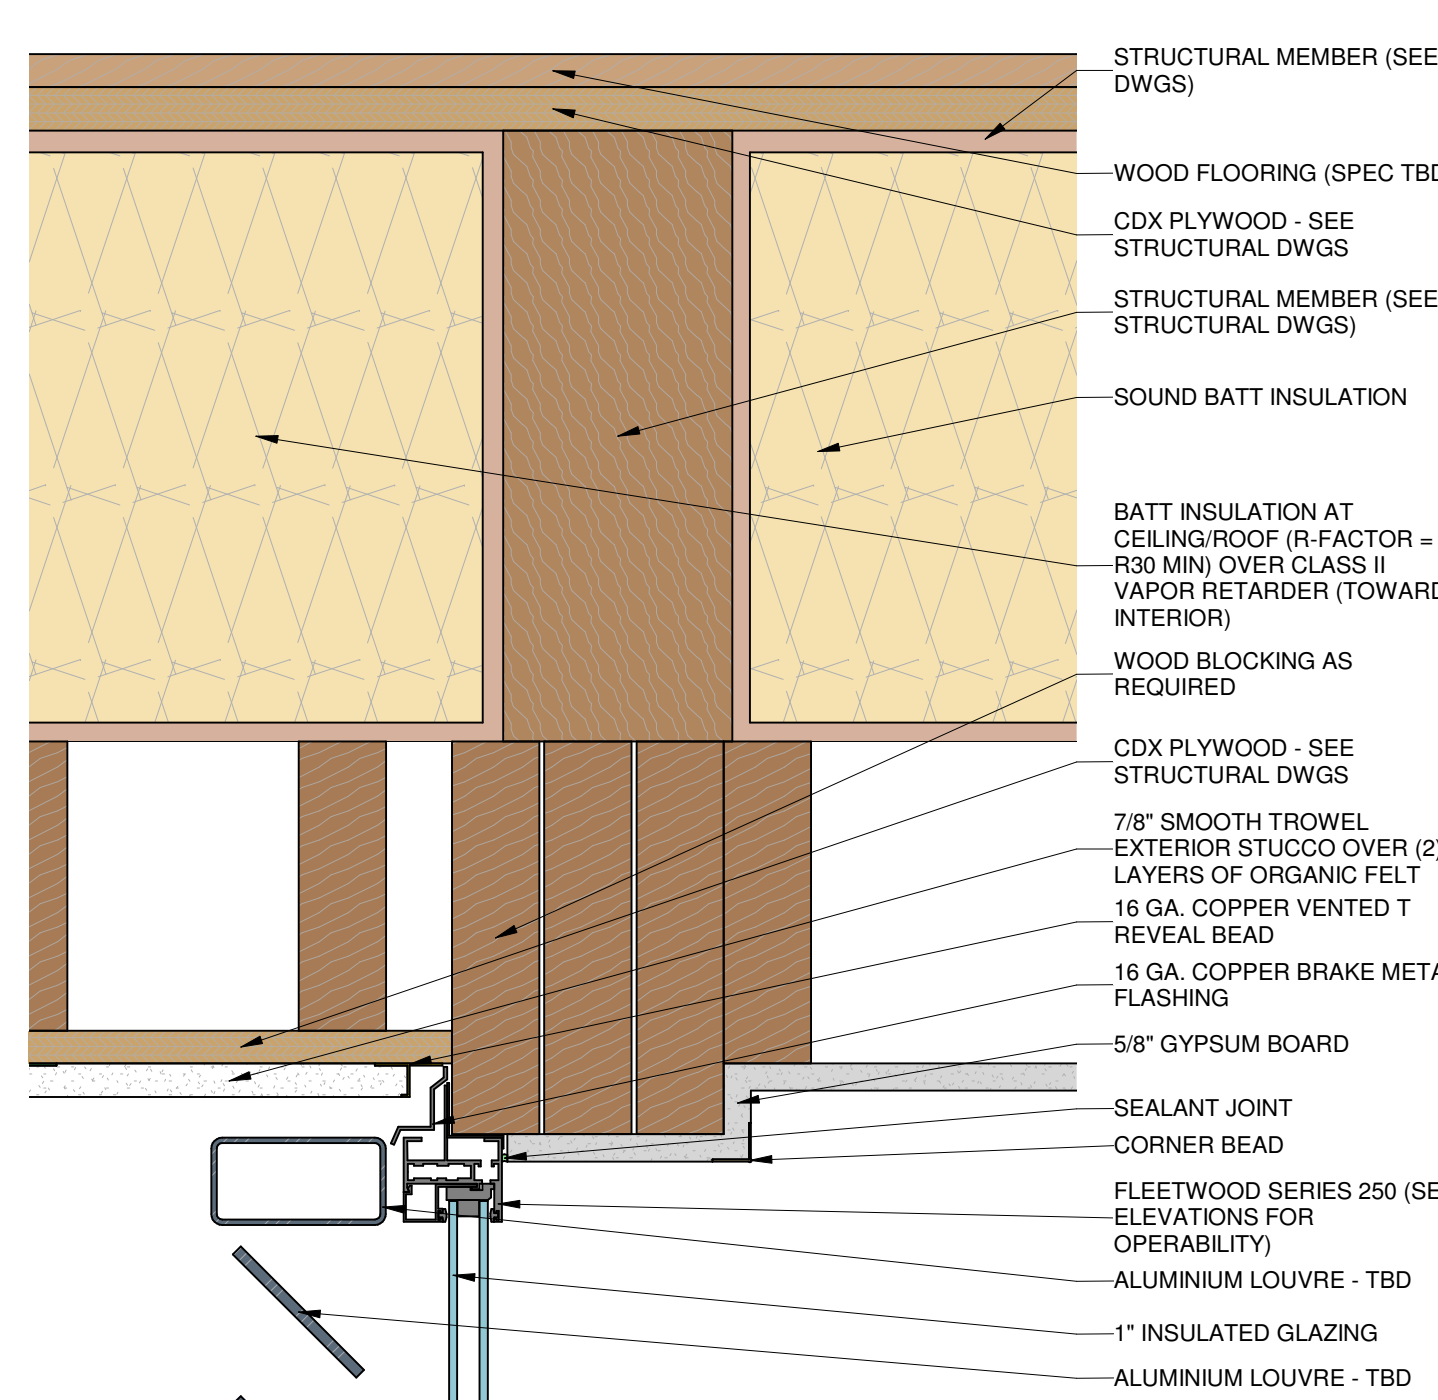 STRUCTURAL MEMBER (SEE
DWGS)
WOOD FLOORING (SPEC TBD
CDX PLYWOOD - SEE
STRUCTURAL DWGS
STRUCTURAL MEMBER (SEE
STRUCTURAL DWGS)
SOUND BATT INSULATION
BATT INSULATION AT
CEILING/ROOF (R-FACTOR =
R30 MIN) OVER CLASS II
VAPOR RETARDER (TOWARD
INTERIOR)
WOOD BLOCKING AS
REQUIRED
CDX PLYWOOD - SEE
STRUCTURAL DWGS
7/8" SMOOTH TROWEL
EXTERIOR STUCCO OVER (2)
LAYERS OF ORGANIC FELT
16 GA. COPPER VENTED T
REVEAL BEAD
16 GA. COPPER BRAKE META
FLASHING
5/8" GYPSUM BOARD
SEALANT JOINT
CORNER BEAD
FLEETWOOD SERIES 250 (SE
ELEVATIONS FOR
OPERABILITY)
ALUMINIUM LOUVRE - TBD
1" INSULATED GLAZING
ALUMINIUM LOUVRE - TBD